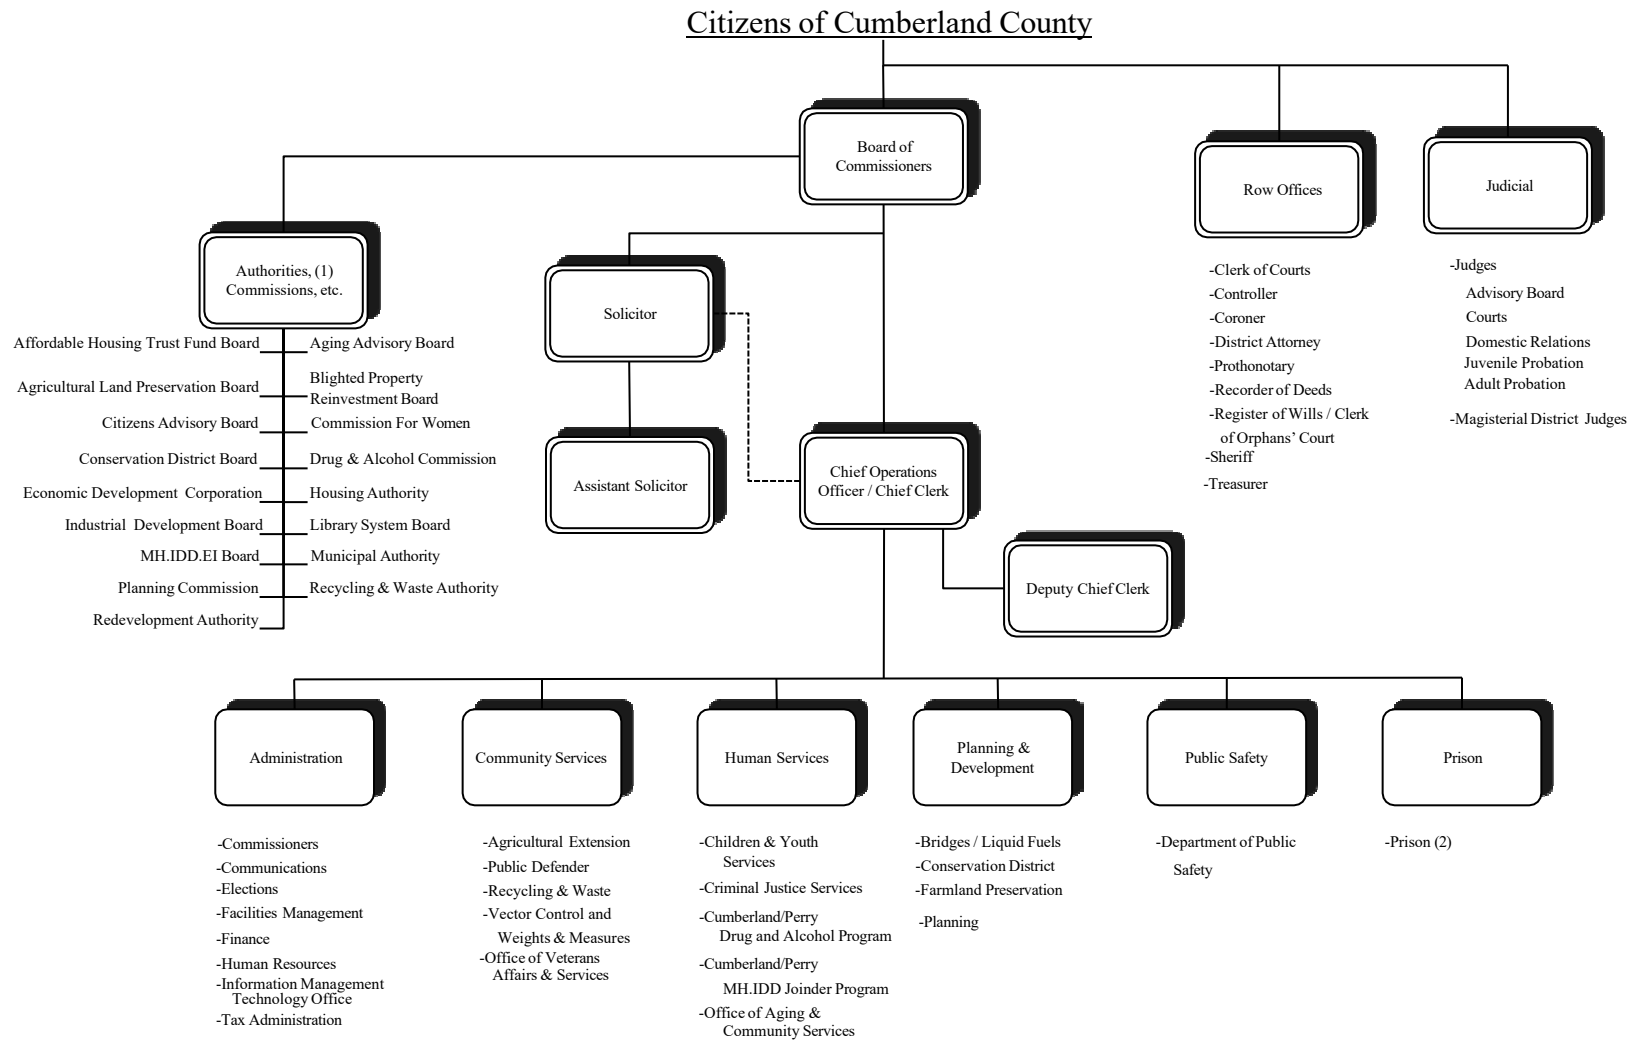 Citizens of Cumberland County
Board of
Commissioners
Row Offices
Judicial
Authorities, (1)
Commissions, etc.
Solicitor
Assistant Solicitor
Chief Operations
Officer / Chief Clerk
Deputy Chief Clerk
Affordable Housing Trust Fund Board
Aging Advisory Board
Agricultural Land Preservation Board
Blighted Property
Reinvestment Board
Citizens Advisory Board
Commission For Women
Conservation District Board
Drug & Alcohol Commission
Economic Development Corporation
Housing Authority
Industrial Development Board
Library System Board
MH.IDD.EI Board
Municipal Authority
Planning Commission
Recycling & Waste Authority
Redevelopment Authority
-Clerk of Courts
-Controller
-Coroner
-District Attorney
-Prothonotary
-Recorder of Deeds
-Register of Wills / Clerk
of Orphans’ Court
-Sheriff
-Treasurer
-Judges
Advisory Board
Courts
Domestic Relations
Juvenile Probation
Adult Probation
-Magisterial District Judges
Administration
-Commissioners
-Communications
-Elections
-Facilities Management
-Finance
-Human Resources
-Information Management
Technology Office
-Tax Administration
Community Services
-Agricultural Extension
-Public Defender
-Recycling & Waste
-Vector Control and
Weights & Measures
-Office of Veterans
Affairs & Services
Human Services
-Children & Youth
Services
-Criminal Justice Services
-Cumberland/Perry
Drug and Alcohol Program
-Cumberland/Perry
MH.IDD Joinder Program
-Office of Aging &
Community Services
Planning &
Development
-Bridges / Liquid Fuels
-Conservation District
-Farmland Preservation
-Planning
Public Safety
-Department of Public
Safety
Prison
-Prison (2)